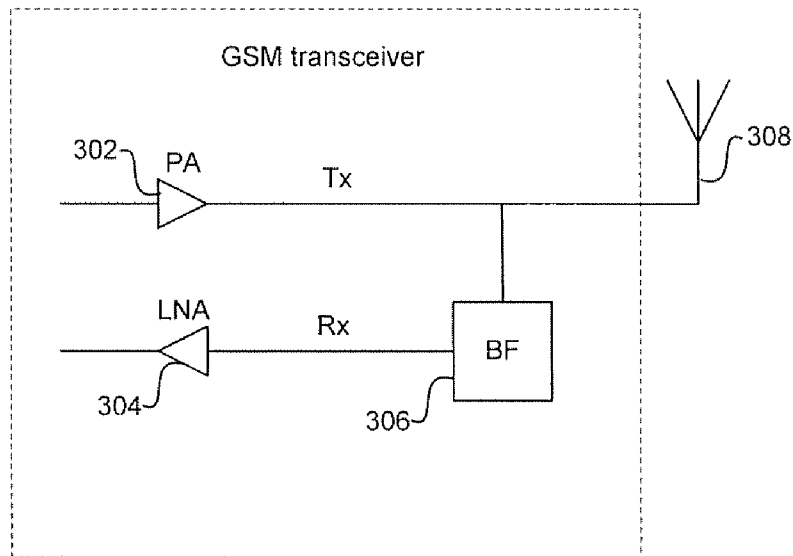 GSM transceiver
302
PA
Tx
308
LNA
Rx
BF
304
306